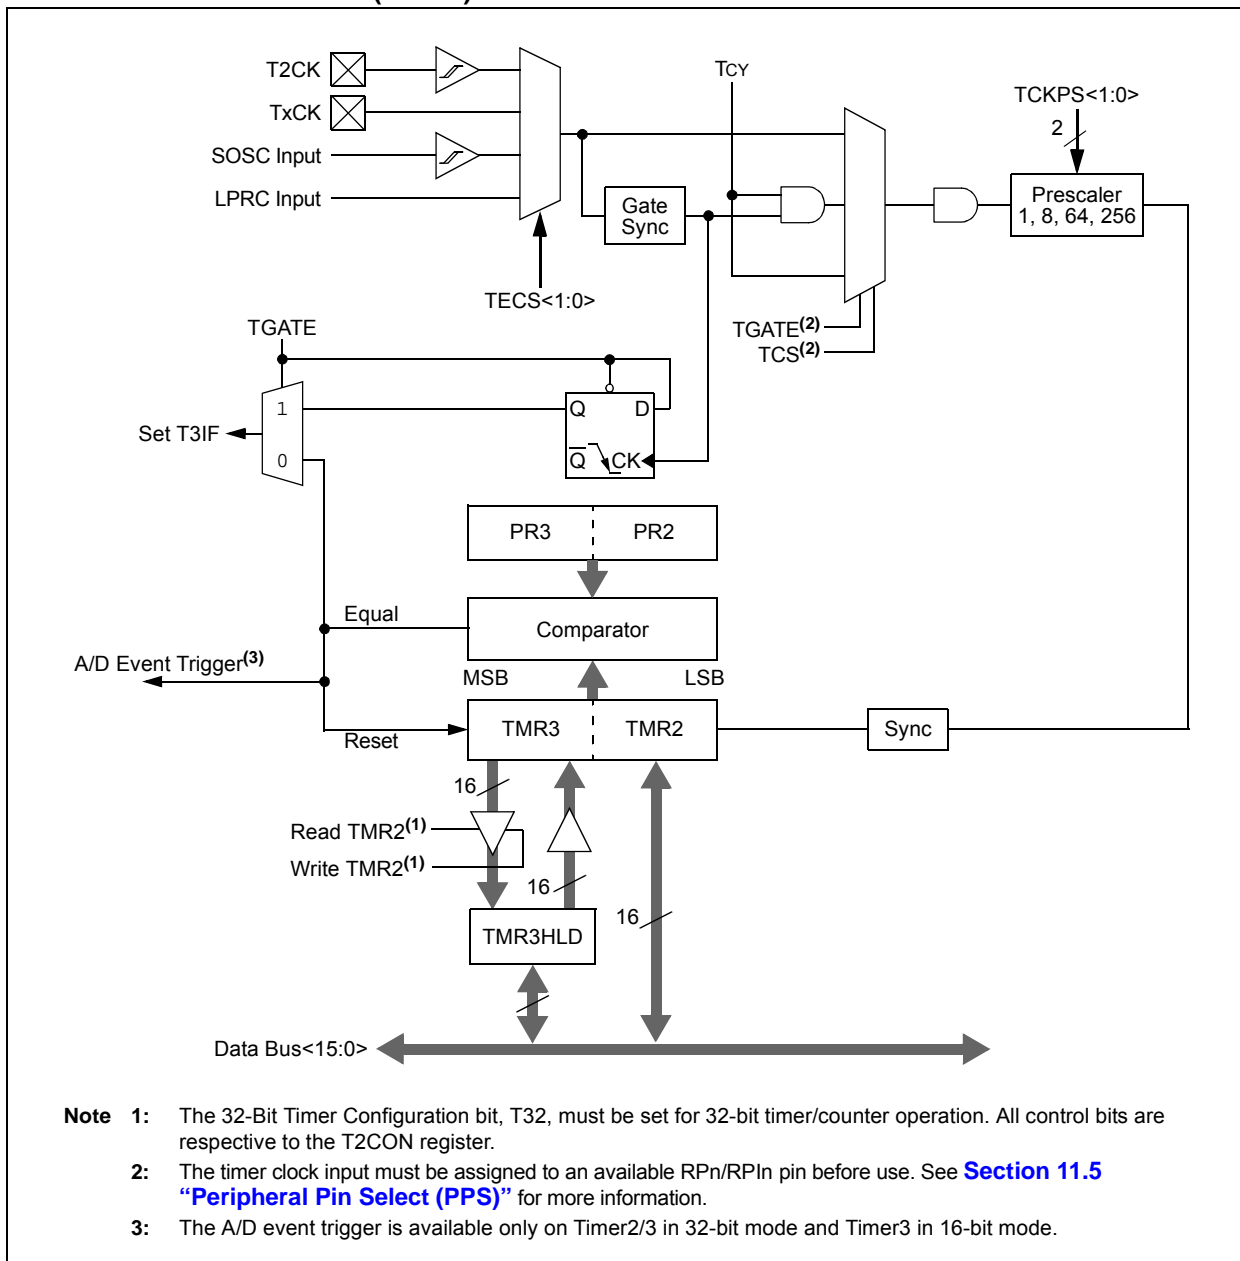 T2CK
TxCK
SOSC Input
LPRC Input
TECS<1:0>
Gate
Sync
TCY
TGATE(2)
TCS(2)
TCKPS<1:0>
2
Prescaler
1, 8, 64, 256
TGATE
1
0
Set T3IF
Q D
Q CK
PR3 PR2
Equal
Comparator
A/D Event Trigger(3)
MSB LSB
Reset
TMR3 TMR2
Sync
16
Read TMR2(1)
Write TMR2(1)
16
16
TMR3HLD
Data Bus<15:0>
Note 1: The 32-Bit Timer Configuration bit, T32, must be set for 32-bit timer/counter operation. All control bits are
respective to the T2CON register.
2: The timer clock input must be assigned to an available RPn/RPIn pin before use. See Section 11.5
“Peripheral Pin Select (PPS)” for more information.
3: The A/D event trigger is available only on Timer2/3 in 32-bit mode and Timer3 in 16-bit mode.